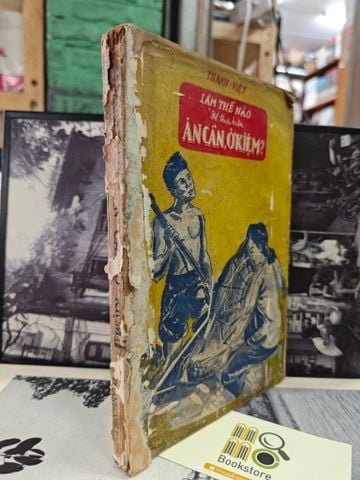 THANH VIỆT
LÀM THẾ NÀO
để thực hiện
ĂN CẦN, Ở KIỆM?
Bookstore